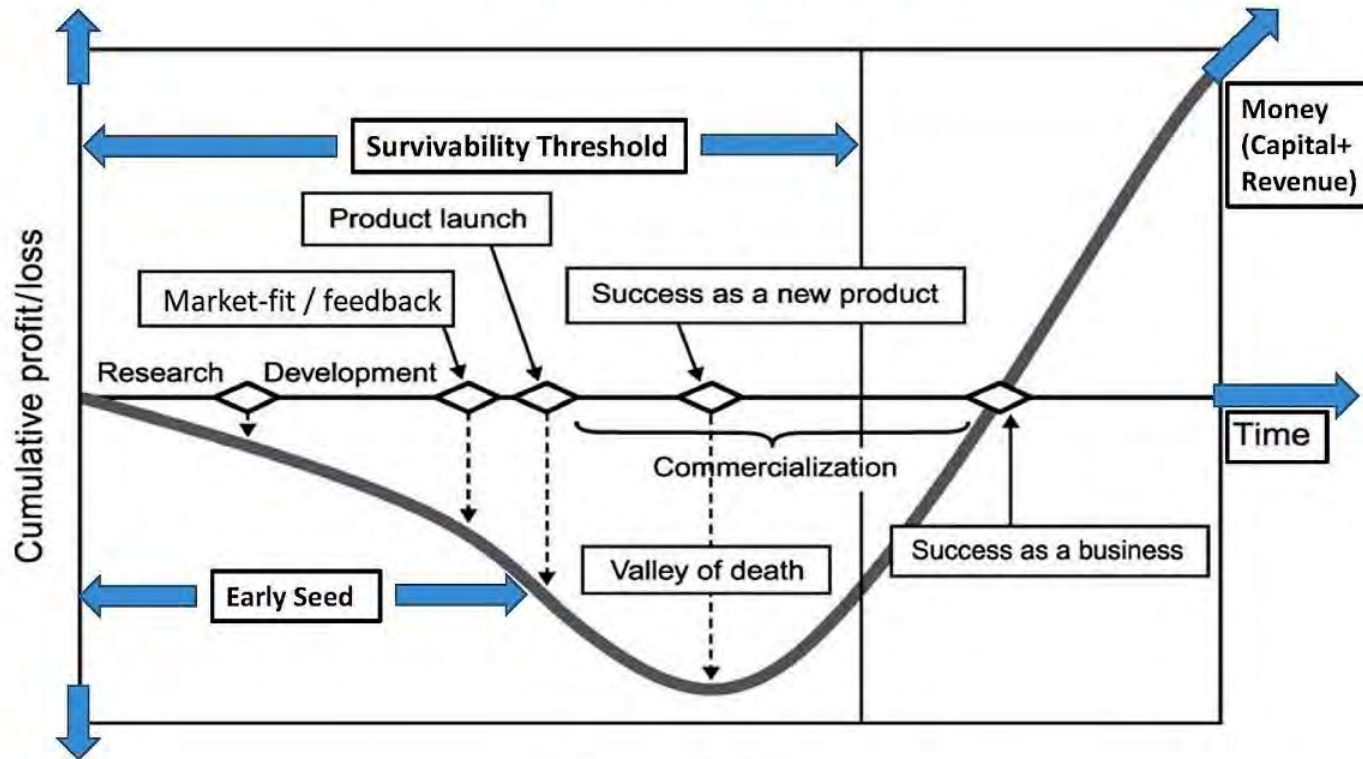 Survivability Threshold
Money
(Capital+
Revenue)
Product launch
Market-fit / feedback
Success as a new product
Cumulative profit/loss
Research
Development
Time
Commercialization
Success as a business
Valley of death
Early Seed